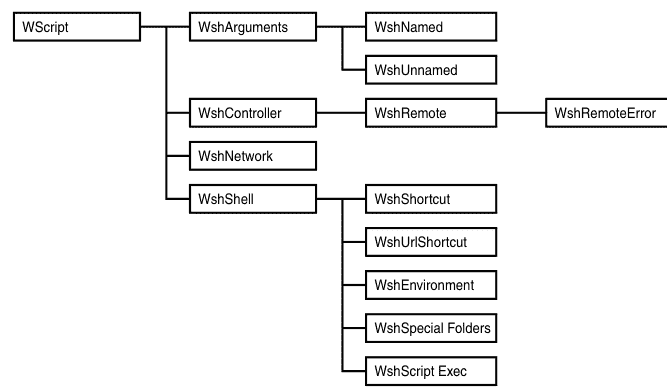 WScript
WshArguments
WshNamed
WshUnnamed
WshController
WshRemote
WshRemoteError
WshNetwork
WshShell
WshShortcut
WshUrlShortcut
WshEnvironment
WshSpecial Folders
WshScript Exec